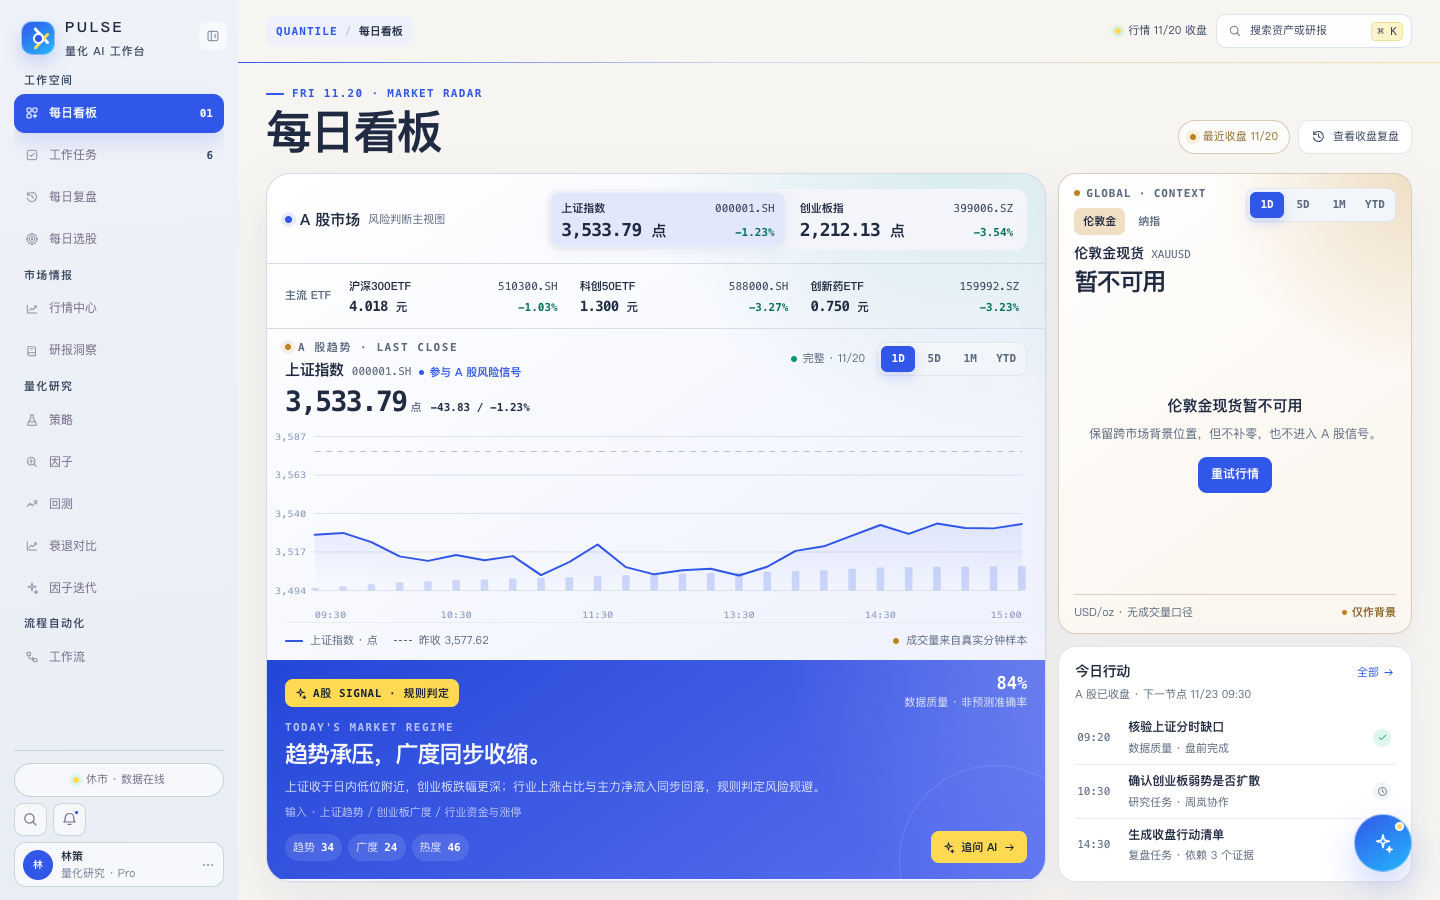 PULSE
量化 AI 工作台
工作空间
每日看板 01
工作任务 6
每日复盘
每日选股
市场情报
行情中心
研报洞察
量化研究
策略
因子
回测
衰退对比
因子迭代
流程自动化
工作流
休市 · 数据在线
林
林策
量化研究 · Pro
QUANTILE / 每日看板
行情 11/20 收盘
搜索资产或研报
⌘ K
FRI 11.20 · MARKET RADAR
每日看板
最近收盘 11/20
查看收盘复盘
A 股市场 风险判断主视图
上证指数 000001.SH
3,533.79 点 -1.23%
创业板指 399006.SZ
2,212.13 点 -3.54%
主流 ETF
沪深300ETF 510300.SH
4.018 元 -1.03%
科创50ETF 588000.SH
1.300 元 -3.27%
创新药ETF 159992.SZ
0.750 元 -3.23%
A 股趋势 · LAST CLOSE
上证指数 000001.SH 参与 A 股风险信号
3,533.79 点 -43.83 / -1.23%
完整 · 11/20
1D 5D 1M YTD
3,587
3,563
3,540
3,517
3,494
09:30 10:30 11:30 13:30 14:30 15:00
上证指数 · 点 昨收 3,577.62
成交量来自真实分钟样本
A股 SIGNAL · 规则判定
84%
数据质量 · 非预测准确率
TODAY'S MARKET REGIME
趋势承压，广度同步收缩。
上证收于日内低位附近，创业板跌幅更深；行业上涨占比与主力净流入同步回落，规则判定风险规避。
输入 · 上证趋势 / 创业板广度 / 行业资金与涨停
趋势 34
广度 24
热度 46
追问 AI →
GLOBAL · CONTEXT
1D 5D 1M YTD
伦敦金 纳指
伦敦金现货 XAUUSD
暂不可用
伦敦金现货暂不可用
保留跨市场背景位置，但不补零，也不进入 A 股信号。
重试行情
USD/oz · 无成交量口径
仅作背景
今日行动
全部 →
A 股已收盘 · 下一节点 11/23 09:30
09:20
核验上证分时缺口
数据质量 · 盘前完成
10:30
确认创业板弱势是否扩散
研究任务 · 周岚协作
14:30
生成收盘行动清单
复盘任务 · 依赖 3 个证据